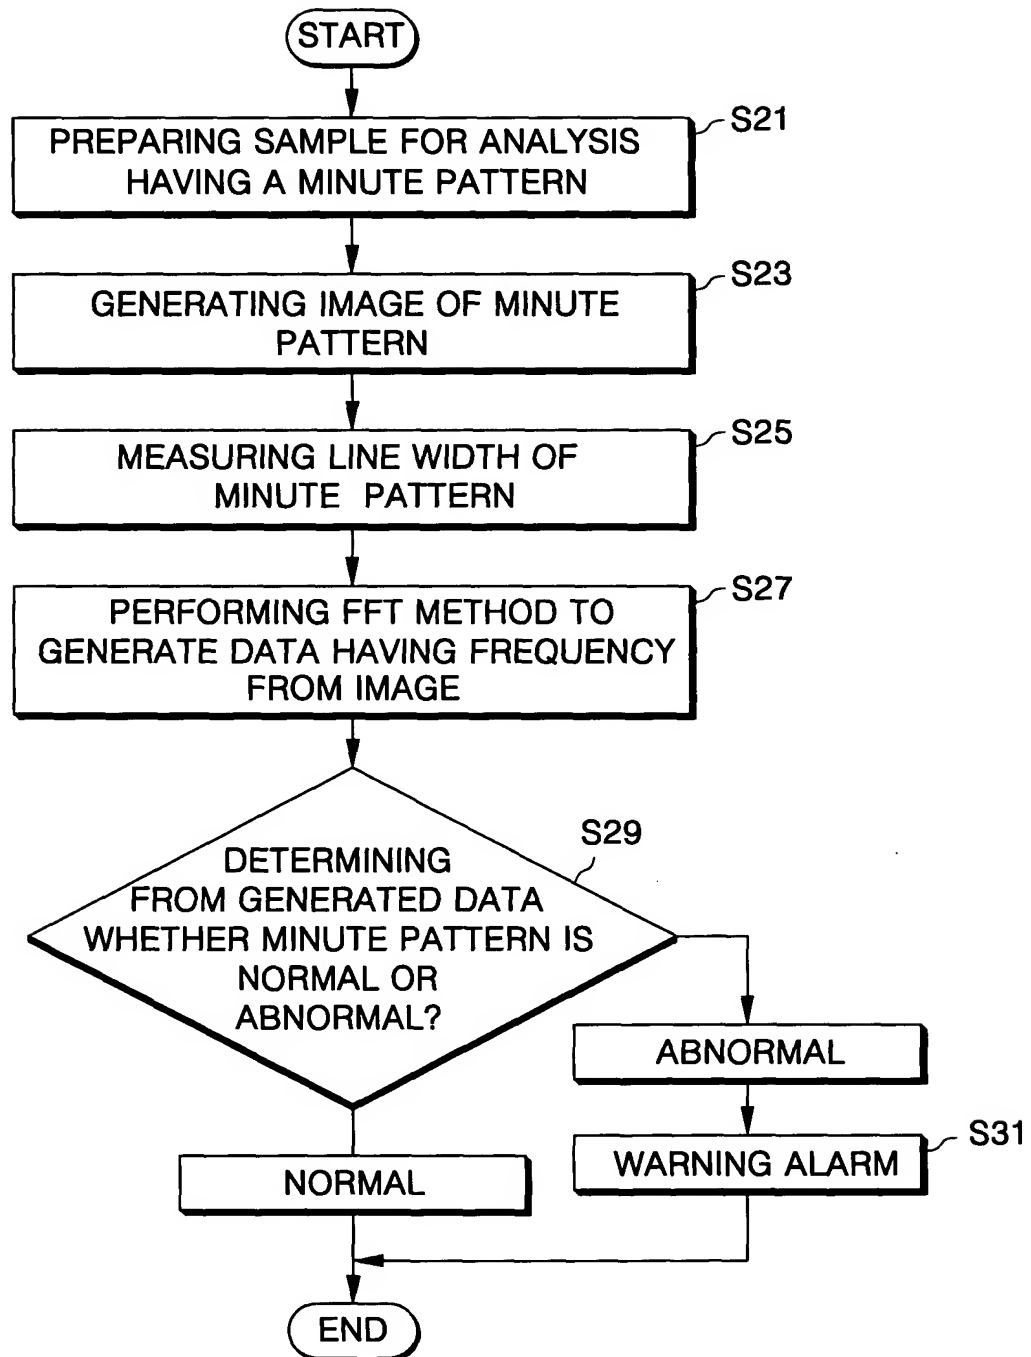 START
S21
PREPARING SAMPLE FOR ANALYSIS
HAVING A MINUTE PATTERN
S23
GENERATING IMAGE OF MINUTE
PATTERN
S25
MEASURING LINE WIDTH OF
MINUTE PATTERN
S27
PERFORMING FFT METHOD TO
GENERATE DATA HAVING FREQUENCY
FROM IMAGE
S29
DETERMINING
FROM GENERATED DATA
WHETHER MINUTE PATTERN IS
NORMAL OR
ABNORMAL?
ABNORMAL
S31
WARNING ALARM
NORMAL
END